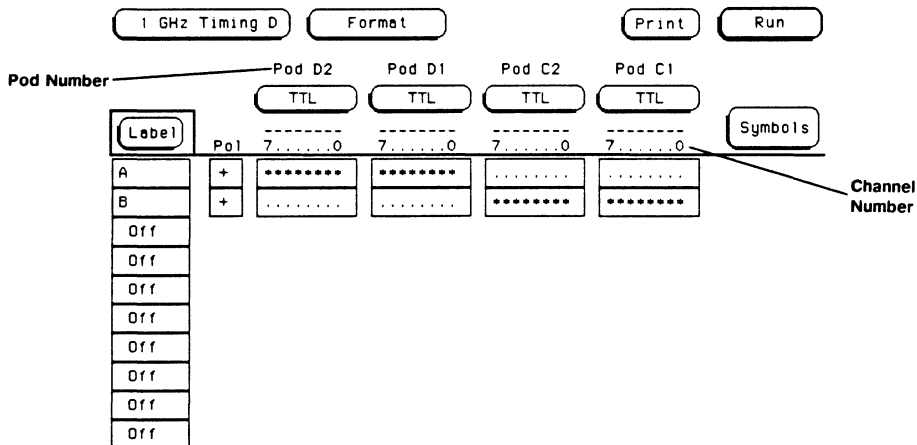 1 GHz Timing D Format Print Run
Pod Number Pod D2 Pod D1 Pod C2 Pod C1
TTL TTL TTL TTL
Label Symbols
-------- -------- -------- --------
Pol 7......0 7......0 7......0 7......0
A + ******** ******** ........ ........
Channel
Number
B + ........ ........ ******** ********
Off
Off
Off
Off
Off
Off
Off
Off